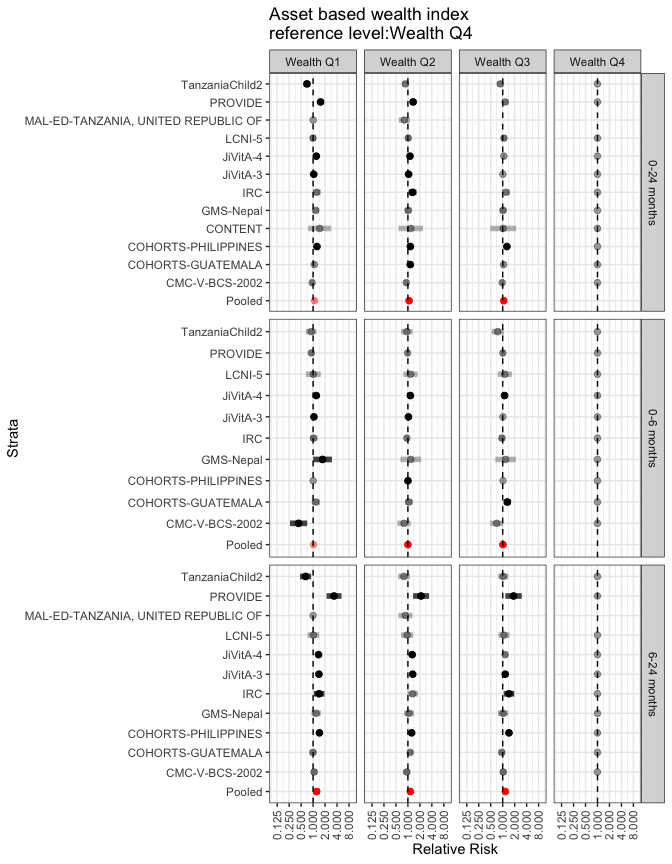 Asset based wealth index
reference level:Wealth Q4
Wealth Q1
Wealth Q2
Wealth Q3
Wealth Q4
Strata
TanzaniaChild2
PROVIDE
MAL-ED-TANZANIA, UNITED REPUBLIC OF
LCNI-5
JiVitA-4
JiVitA-3
IRC
GMS-Nepal
CONTENT
COHORTS-PHILIPPINES
COHORTS-GUATEMALA
CMC-V-BCS-2002
Pooled
0-24 months
TanzaniaChild2
PROVIDE
LCNI-5
JiVitA-4
JiVitA-3
IRC
GMS-Nepal
COHORTS-PHILIPPINES
COHORTS-GUATEMALA
CMC-V-BCS-2002
Pooled
0-6 months
TanzaniaChild2
PROVIDE
MAL-ED-TANZANIA, UNITED REPUBLIC OF
LCNI-5
JiVitA-4
JiVitA-3
IRC
GMS-Nepal
COHORTS-PHILIPPINES
COHORTS-GUATEMALA
CMC-V-BCS-2002
Pooled
6-24 months
0.125 0.250 0.500 1.000 2.000 4.000 8.000
0.125 0.250 0.500 1.000 2.000 4.000 8.000
0.125 0.250 0.500 1.000 2.000 4.000 8.000
0.125 0.250 0.500 1.000 2.000 4.000 8.000
Relative Risk